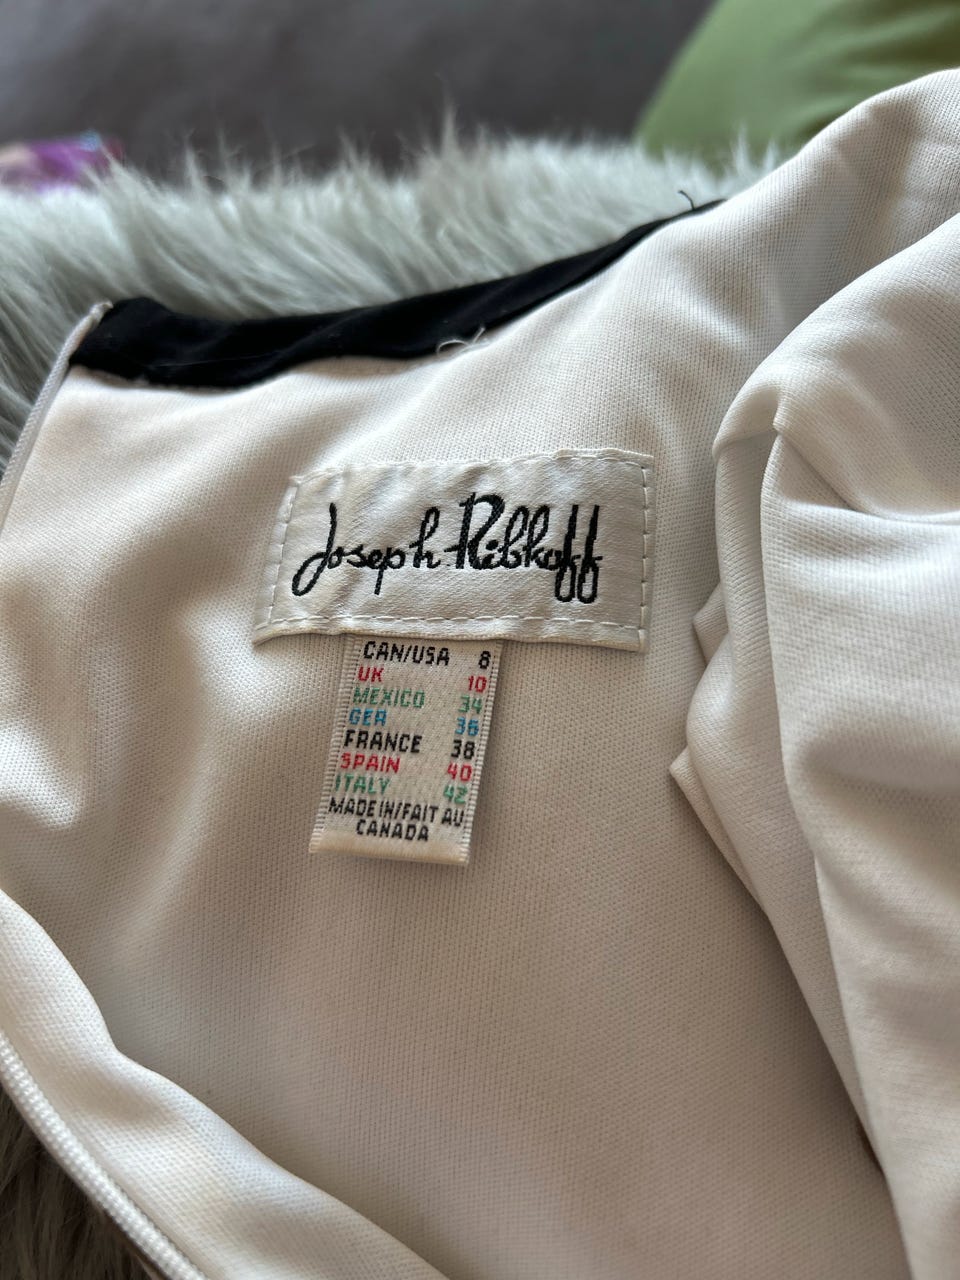 Joseph Ribkoff
CAN/USA 8
UK 10
MEXICO 34
GER 36
FRANCE 38
SPAIN 40
ITALY 42
MADE IN/FAIT AU
CANADA